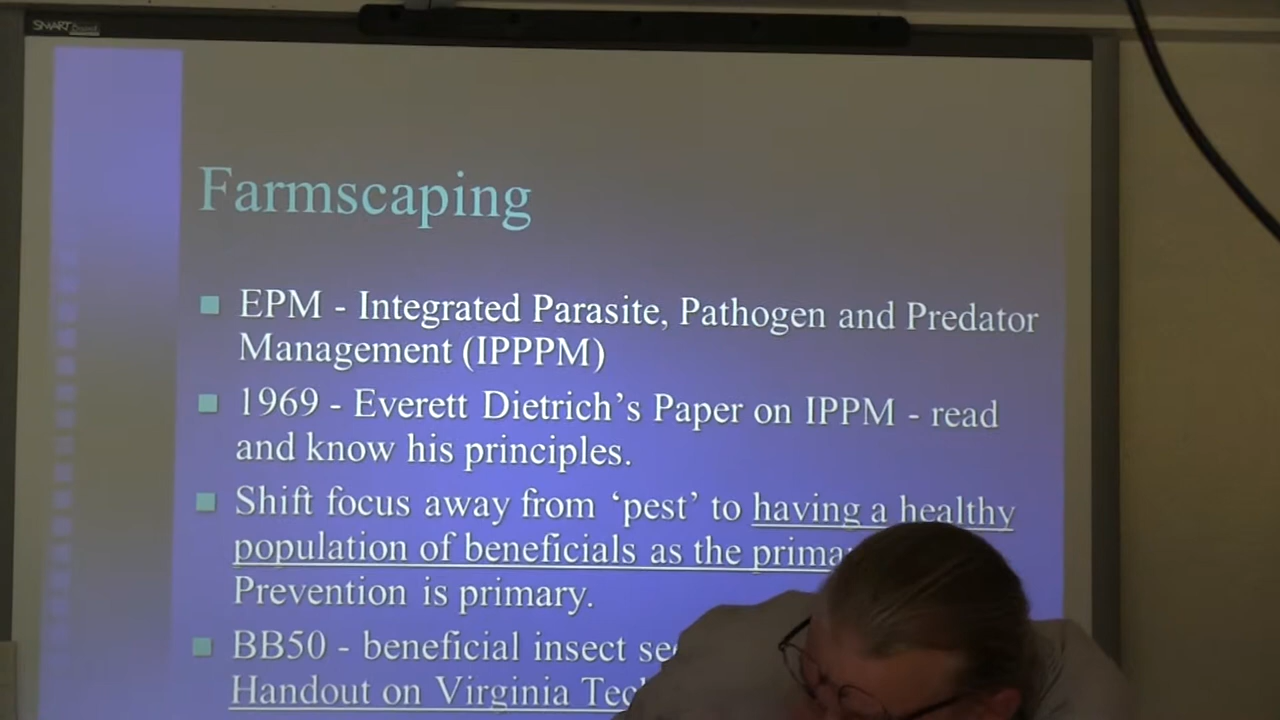 SMART Board
Farmscaping
EPM - Integrated Parasite, Pathogen and Predator
Management (IPPPM)
1969 - Everett Dietrich's Paper on IPPM - read
and know his principles.
Shift focus away from ‘pest’ to having a healthy
population of beneficials as the
Prevention is primary.
BB50 - beneficial insect
Handout on Virginia